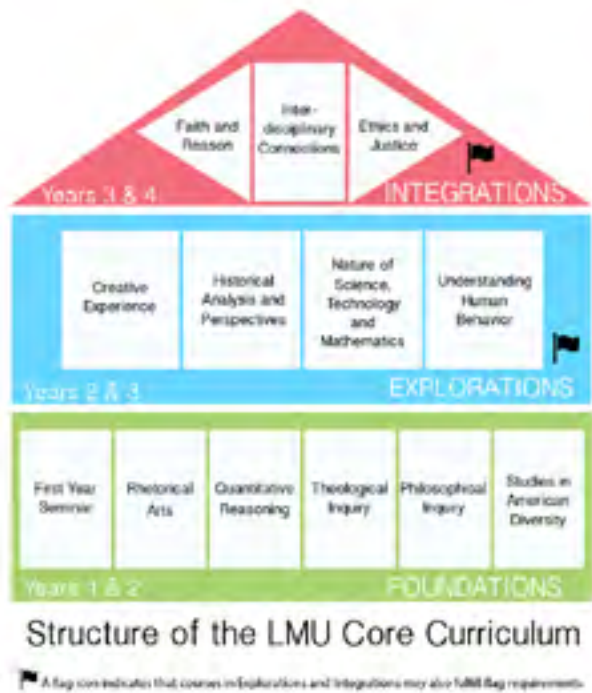 Faith and
Reason
Inter-
disciplinary
Connections
Ethics and
Justice
Years 3 & 4
INTEGRATIONS
Creative
Experience
Historical
Analysis and
Perspectives
Nature of
Science,
Technology
and
Mathematics
Understanding
Human
Behavior
Years 2 & 3
EXPLORATIONS
First Year
Seminar
Rhetorical
Arts
Quantitative
Reasoning
Theological
Inquiry
Philosophical
Inquiry
Studies in
American
Diversity
Years 1 & 2
FOUNDATIONS
Structure of the LMU Core Curriculum
A flag icon indicates that courses in Explorations and Integrations may also fulfill flag requirements